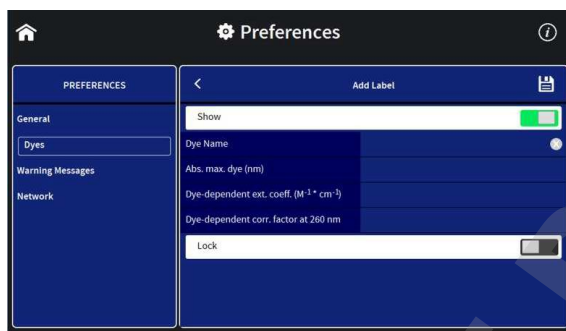 Preferences
i
PREFERENCES
Add Label
General
Show
Dyes
Dye Name
Warning Messages
Abs. max. dye (nm)
Network
Dye-dependent ext. coeff. (M⁻¹ * cm⁻¹)
Dye-dependent corr. factor at 260 nm
Lock